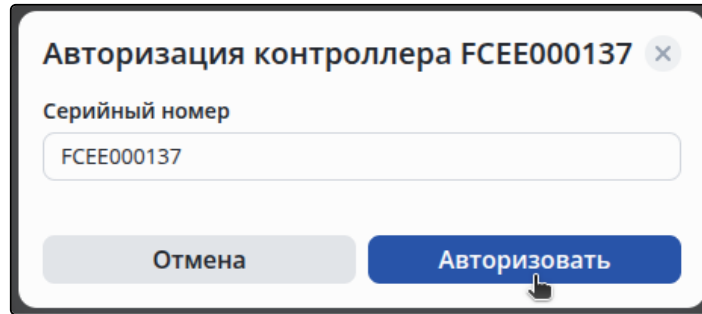 Авторизация контроллера FCEE000137
Серийный номер
FCEE000137
Отмена
Авторизовать